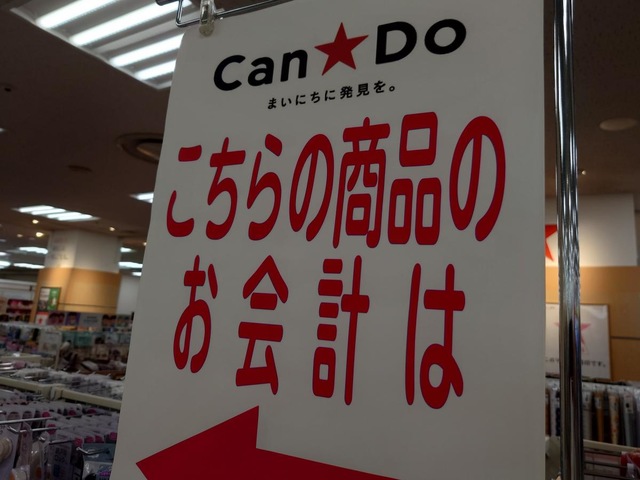 Can★Do
まいにちに発見を。
こちらの商品の
お会計は